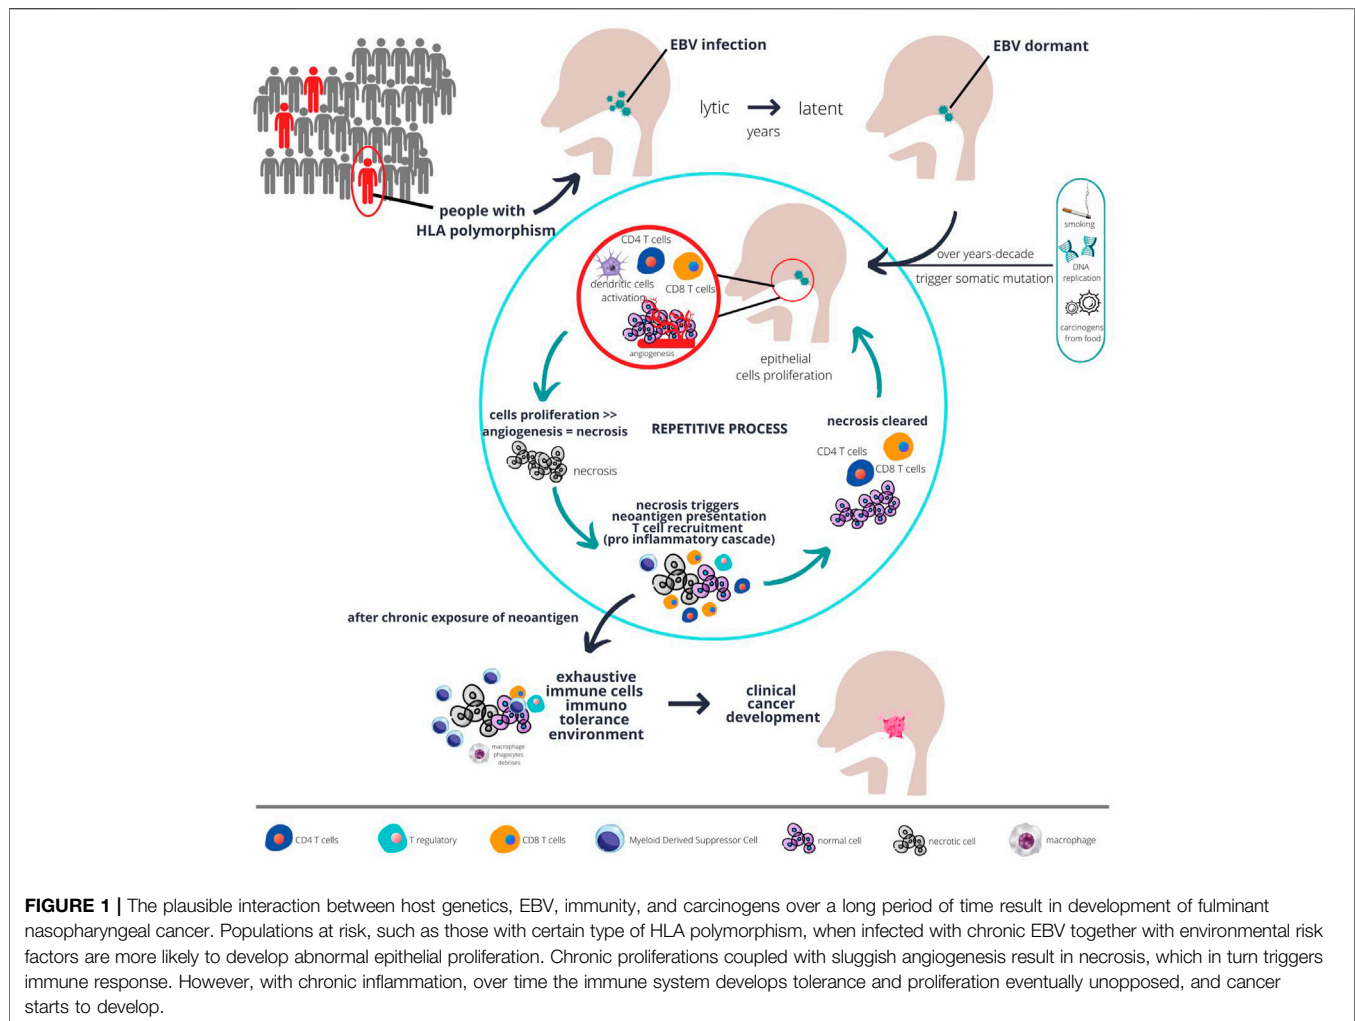 EBV infection
EBV dormant
lytic
latent
years
people with
HLA polymorphism
smoking
DNA
replication
carcinogens
from food
over years-decade
trigger somatic mutation
CD4 T cells
dendritic cells
activation
CD8 T cells
angiogenesis
epithelial
cells proliferation
cells proliferation >>
angiogenesis = necrosis
necrosis
REPETITIVE PROCESS
necrosis cleared
CD4 T cells
CD8 T cells
necrosis triggers
neoantigen presentation
T cell recruitment
(pro inflammatory cascade)
after chronic exposure of neoantigen
exhaustive
immune cells
immuno
tolerance
environment
macrophage
phagocytes
debrises
clinical
cancer
development
CD4 T cells
T regulatory
CD8 T cells
Myeloid Derived Suppressor Cell
normal cell
necrotic cell
macrophage
FIGURE 1 | The plausible interaction between host genetics, EBV, immunity, and carcinogens over a long period of time result in development of fulminant
nasopharyngeal cancer. Populations at risk, such as those with certain type of HLA polymorphism, when infected with chronic EBV together with environmental risk
factors are more likely to develop abnormal epithelial proliferation. Chronic proliferations coupled with sluggish angiogenesis result in necrosis, which in turn triggers
immune response. However, with chronic inflammation, over time the immune system develops tolerance and proliferation eventually unopposed, and cancer
starts to develop.